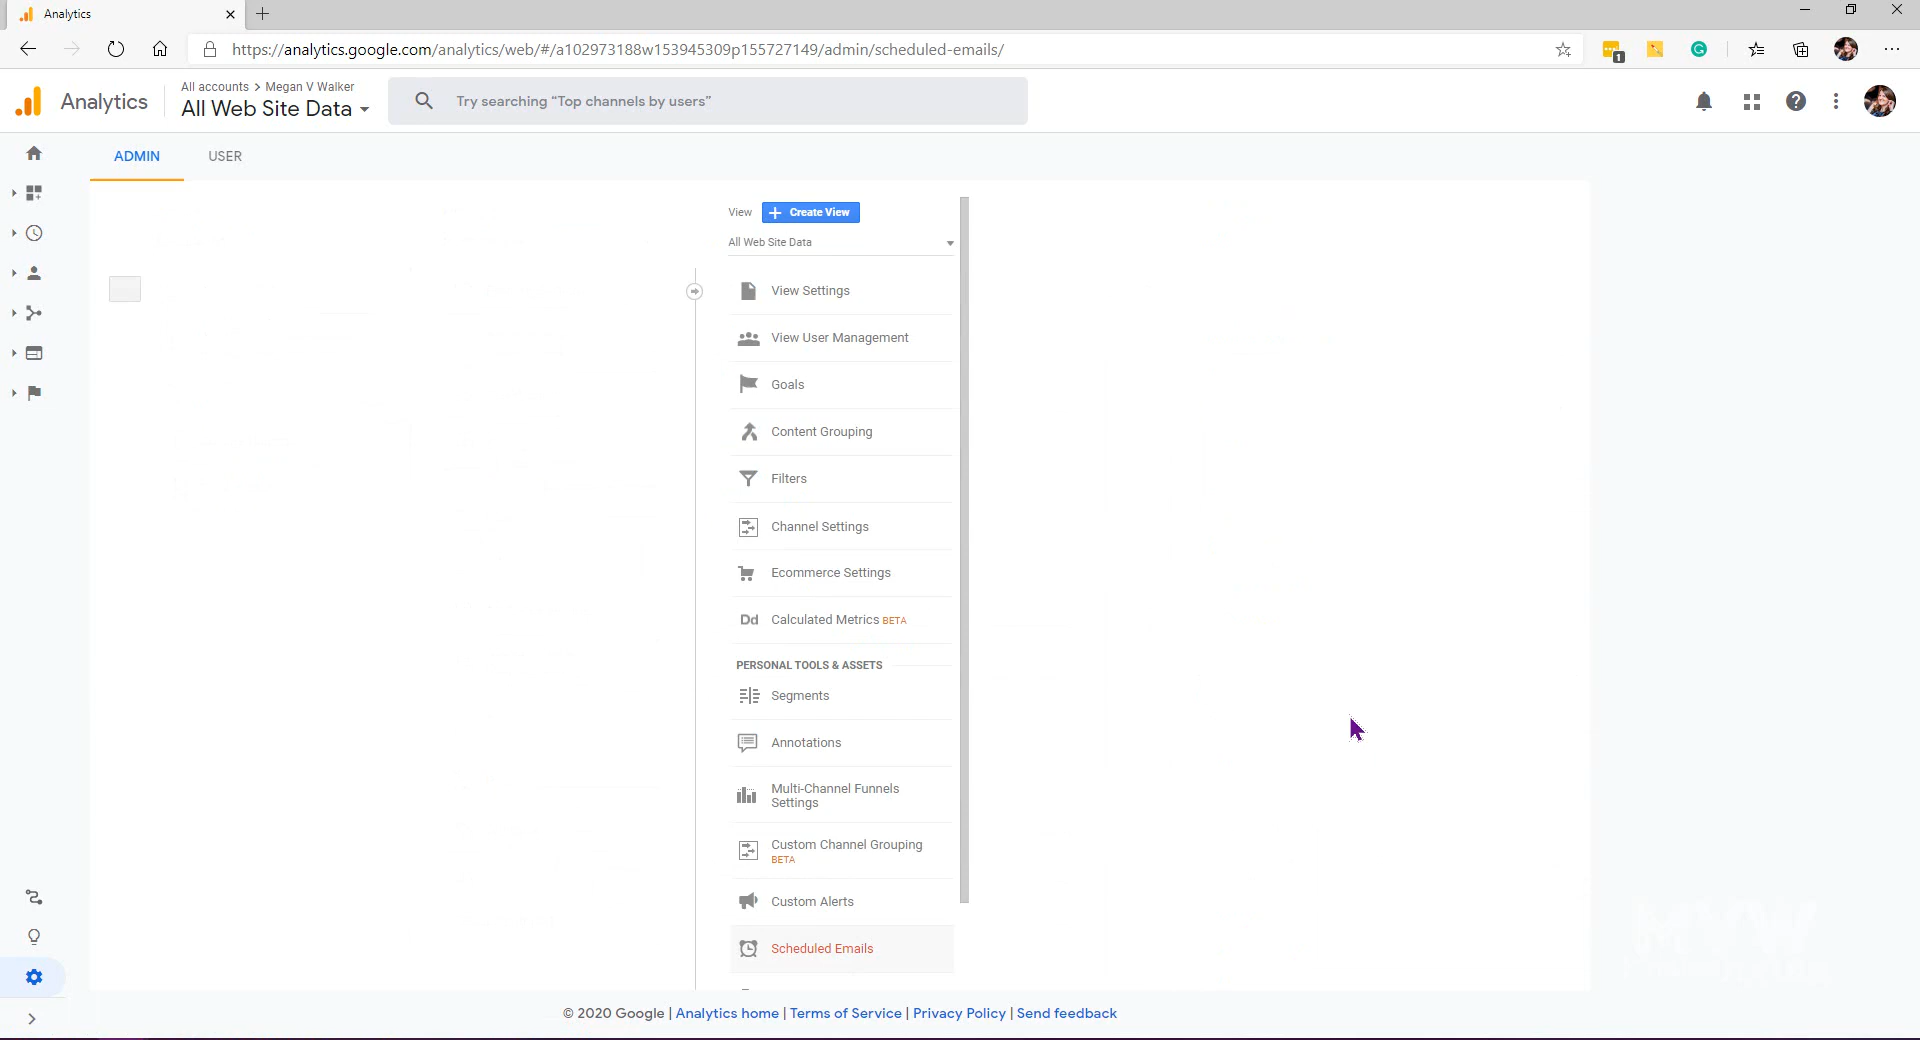 Analytics
https://analytics.google.com/analytics/web/#/a102973188w153945309p155727149/admin/scheduled-emails/
1
Analytics
All accounts > Megan V Walker
All Web Site Data
Try searching “Top channels by users”
ADMIN
USER
View
+ Create View
All Web Site Data
View Settings
View User Management
Goals
Content Grouping
Filters
Channel Settings
Ecommerce Settings
Dd Calculated Metrics BETA
PERSONAL TOOLS & ASSETS
Segments
Annotations
Multi-Channel Funnels
Settings
Custom Channel Grouping
BETA
Custom Alerts
Scheduled Emails
© 2020 Google | Analytics home | Terms of Service | Privacy Policy | Send feedback
MVW